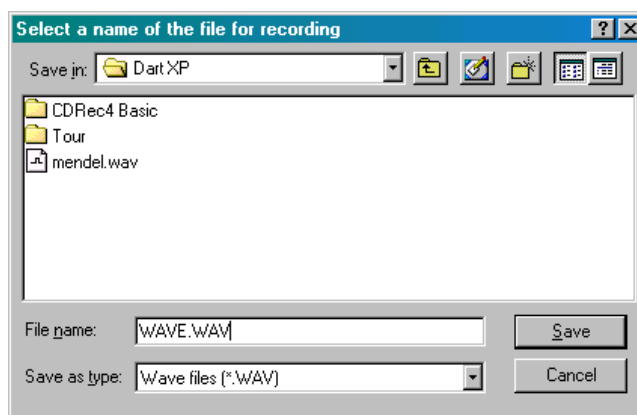 Select a name of the file for recording
Save in: Dart XP
CDRec4 Basic
Tour
mendel.wav
File name: WAVE.WAV Save
Save as type: Wave files (*.WAV) Cancel